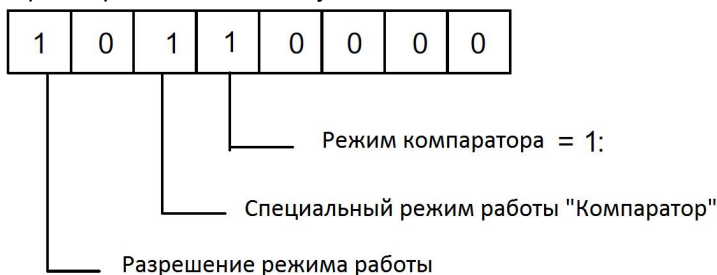 1 0 1 1 0 0 0 0
Режим компаратора = 1:
Специальный режим работы "Компаратор"
Разрешение режима работы